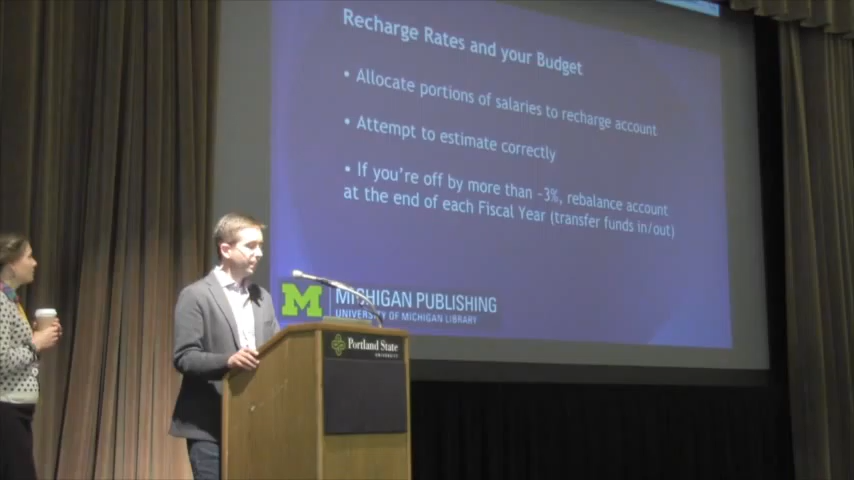 Recharge Rates and your Budget
• Allocate portions of salaries to recharge account
• Attempt to estimate correctly
• If you're off by more than ~3%, rebalance account
at the end of each Fiscal Year (transfer funds in/out)
M
MICHIGAN PUBLISHING
UNIVERSITY OF MICHIGAN LIBRARY
Portland State
UNIVERSITY